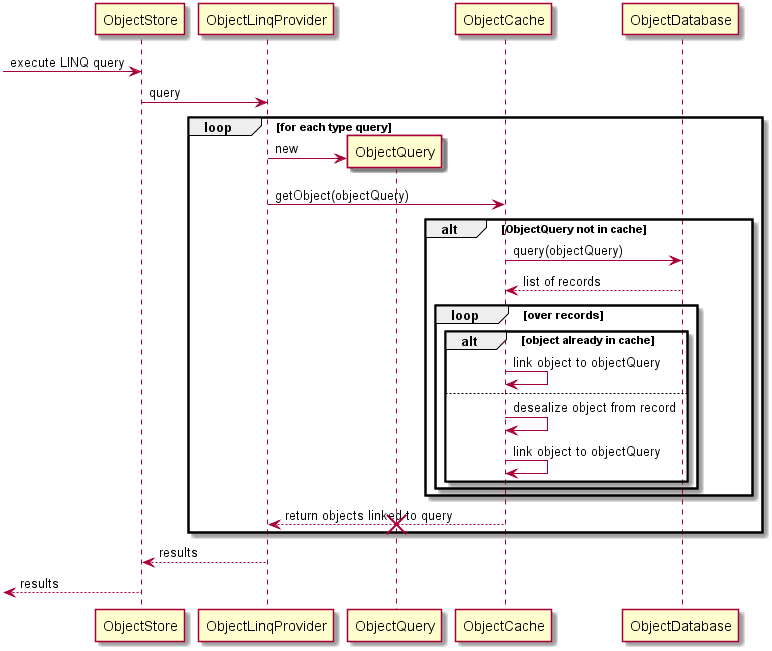 ObjectStore
ObjectLinqProvider
ObjectCache
ObjectDatabase
execute LINQ query
query
loop
[for each type query]
new
ObjectQuery
getObject(objectQuery)
alt
[ObjectQuery not in cache]
query(objectQuery)
list of records
loop
[over records]
alt
[object already in cache]
link object to objectQuery
desealize object from record
link object to objectQuery
return objects linked to query
results
results
ObjectStore
ObjectLinqProvider
ObjectQuery
ObjectCache
ObjectDatabase